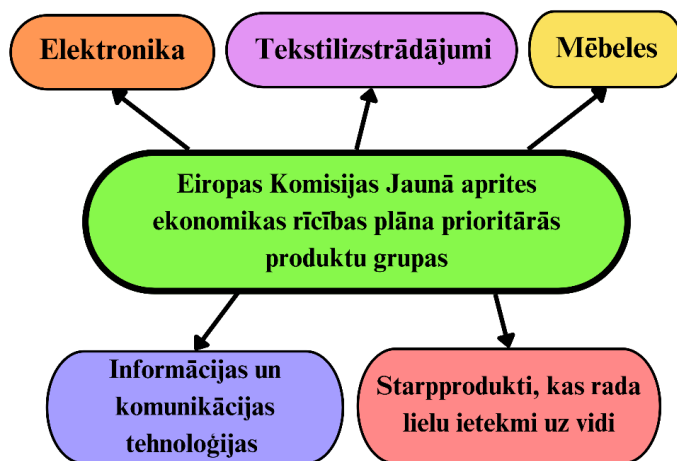 Elektronika
Tekstilizstrādājumi
Mēbeles
Eiropas Komisijas Jaunā aprites
ekonomikas rīcības plāna prioritārās
produktu grupas
Informācijas un
komunikācijas
tehnoloģijas
Starpprodukti, kas rada
lielu ietekmi uz vidi